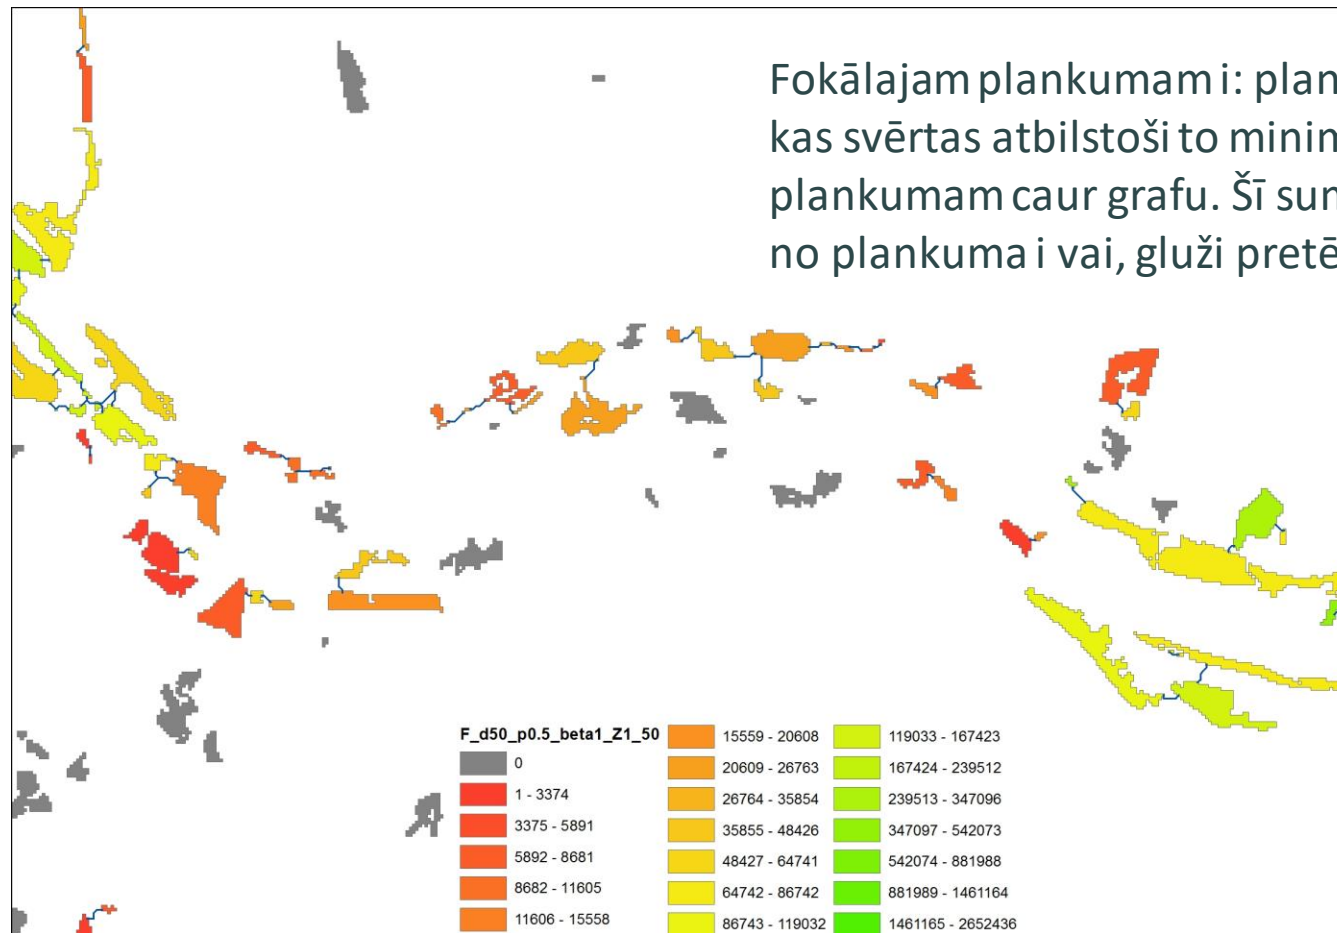 Fokālajam plankumam i: plan
kas svērtas atbilstoši to minim
plankumam caur grafu. Šī sum
no plankuma i vai, gluži pretē
F_d50_p0.5_beta1_Z1_50
0
1 - 3374
3375 - 5891
5892 - 8681
8682 - 11605
11606 - 15558
15559 - 20608
20609 - 26763
26764 - 35854
35855 - 48426
48427 - 64741
64742 - 86742
86743 - 119032
119033 - 167423
167424 - 239512
239513 - 347096
347097 - 542073
542074 - 881988
881989 - 1461164
1461165 - 2652436